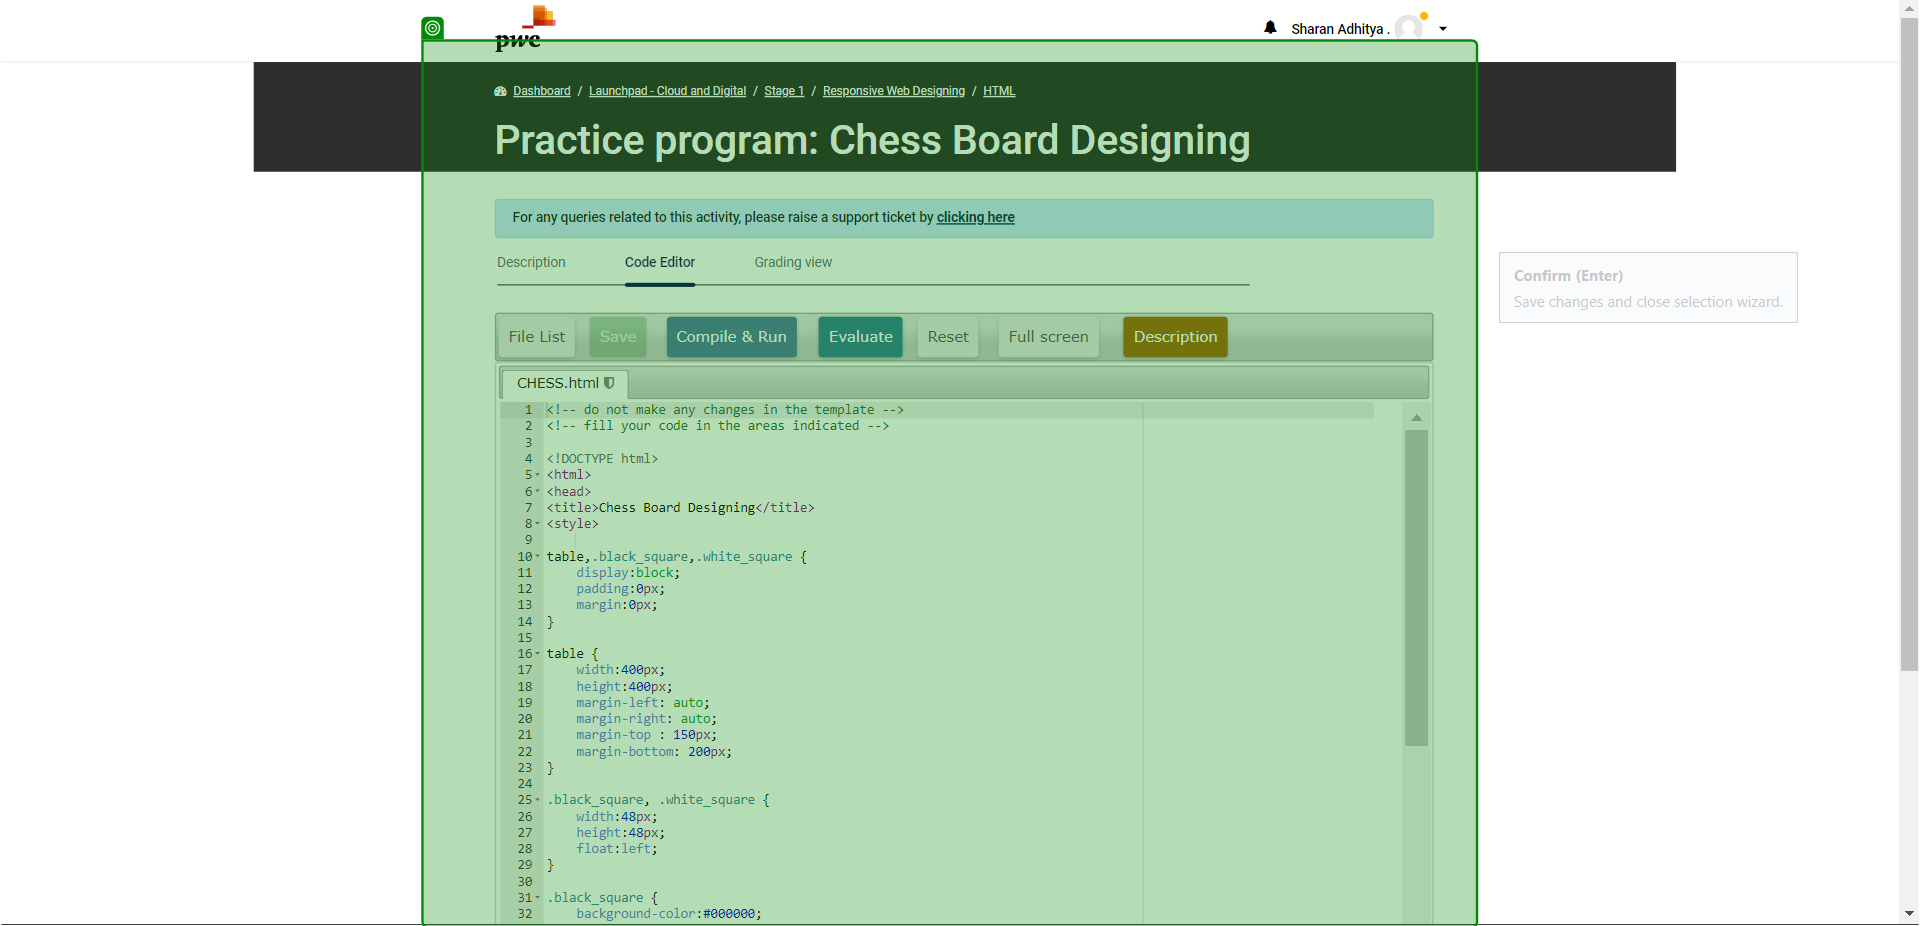 pwc
Sharan Adhitya .
Dashboard / Launchpad - Cloud and Digital / Stage 1 / Responsive Web Designing / HTML
Practice program: Chess Board Designing
For any queries related to this activity, please raise a support ticket by clicking here
Description Code Editor Grading view
Confirm (Enter)
Save changes and close selection wizard.
File List Save Compile & Run Evaluate Reset Full screen Description
CHESS.html
1 <!-- do not make any changes in the template -->
2 <!-- fill your code in the areas indicated -->
3
4 <!DOCTYPE html>
5 <html>
6 <head>
7 <title>Chess Board Designing</title>
8 <style>
9
10 table,.black_square,.white_square {
11 display:block;
12 padding:0px;
13 margin:0px;
14 }
15
16 table {
17 width:400px;
18 height:400px;
19 margin-left: auto;
20 margin-right: auto;
21 margin-top : 150px;
22 margin-bottom: 200px;
23 }
24
25 .black_square, .white_square {
26 width:48px;
27 height:48px;
28 float:left;
29 }
30
31 .black_square {
32 background-color:#000000;